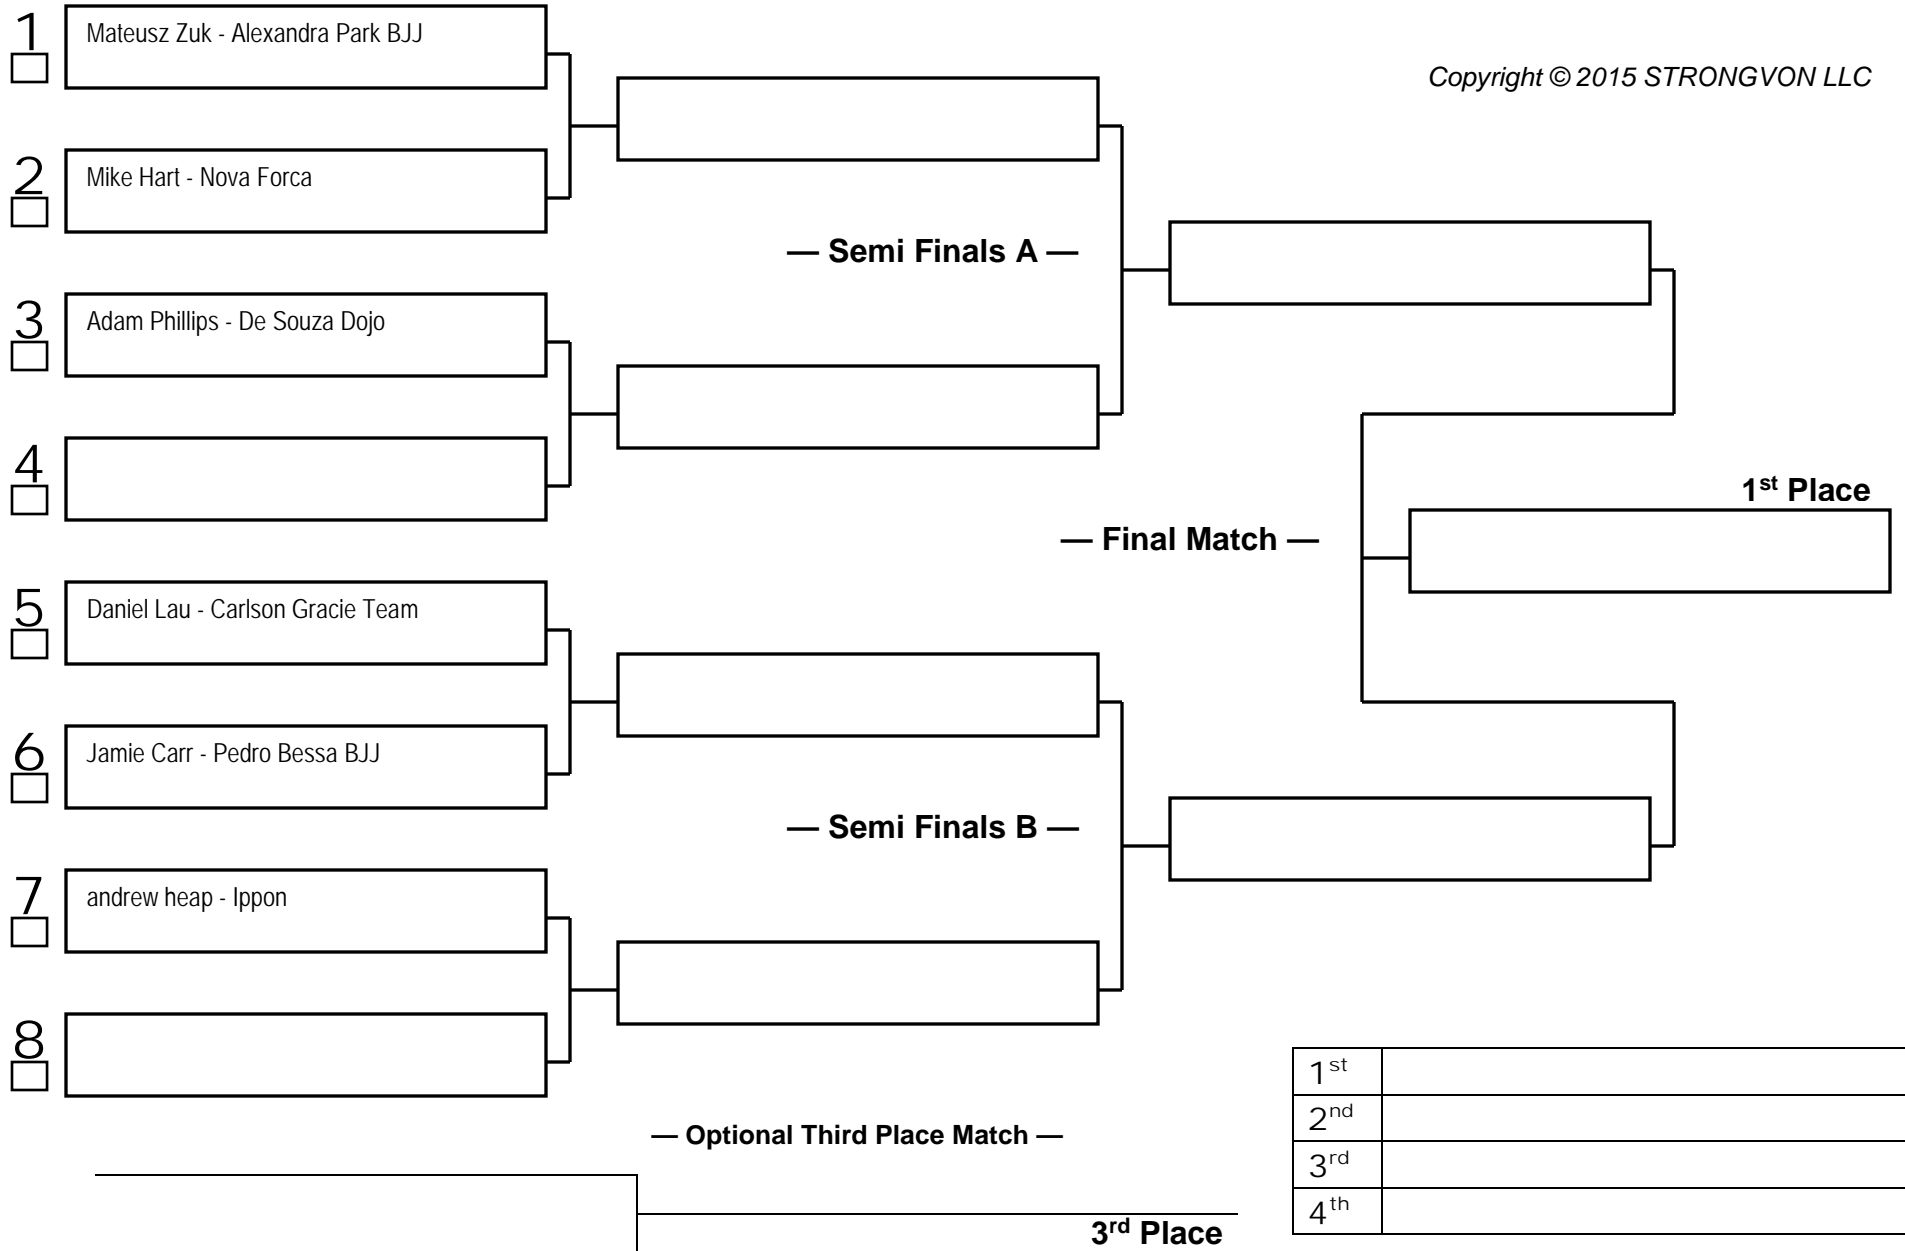 1
Mateusz Zuk - Alexandra Park BJJ
Copyright © 2015 STRONGVON LLC
2
Mike Hart - Nova Forca
— Semi Finals A —
3
Adam Phillips - De Souza Dojo
4
1st Place
— Final Match —
5
Daniel Lau - Carlson Gracie Team
6
Jamie Carr - Pedro Bessa BJJ
— Semi Finals B —
7
andrew heap - Ippon
8
— Optional Third Place Match —
3rd Place
1st
2nd
3rd
4th